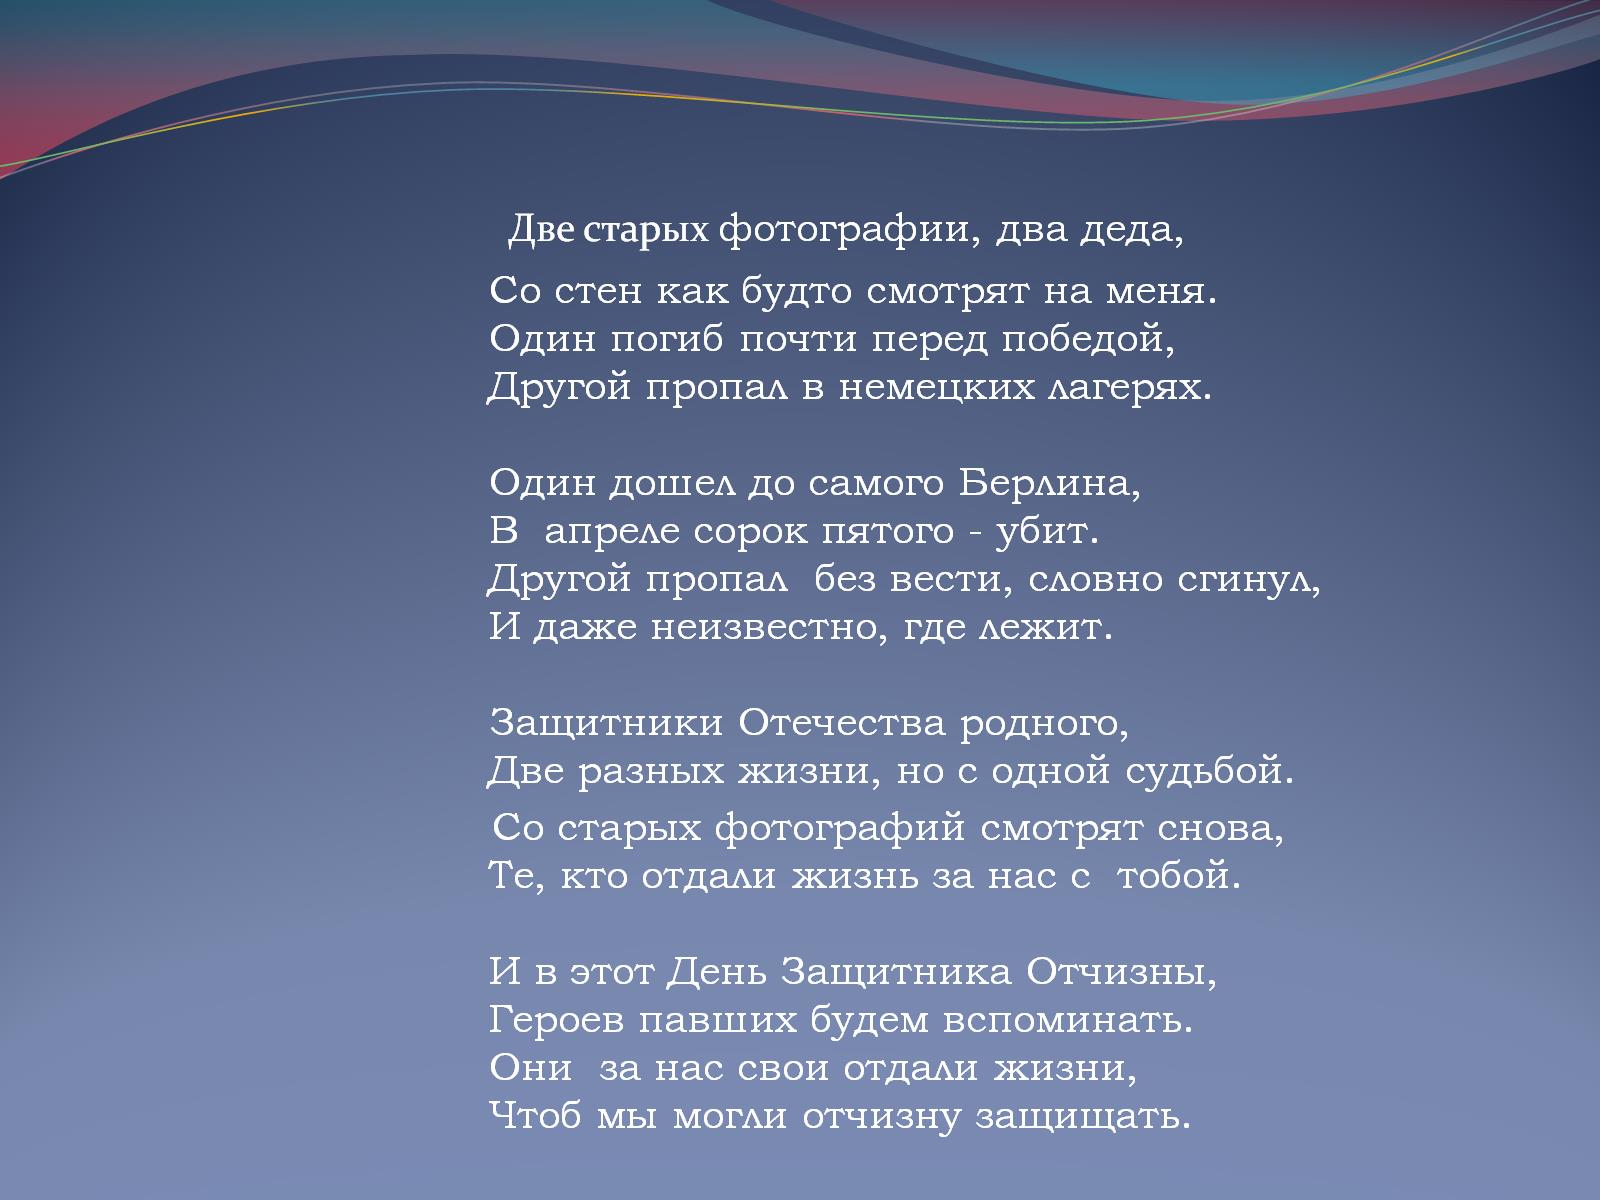 Две старых фотографии, два деда,
Со стен как будто смотрят на меня.
Один погиб почти перед победой,
Другой пропал в немецких лагерях.
Один дошел до самого Берлина,
В апреле сорок пятого - убит.
Другой пропал без вести, словно сгинул,
И даже неизвестно, где лежит.
Защитники Отечества родного,
Две разных жизни, но с одной судьбой.
Со старых фотографий смотрят снова,
Те, кто отдали жизнь за нас с тобой.
И в этот День Защитника Отчизны,
Героев павших будем вспоминать.
Они за нас свои отдали жизни,
Чтоб мы могли отчизну защищать.